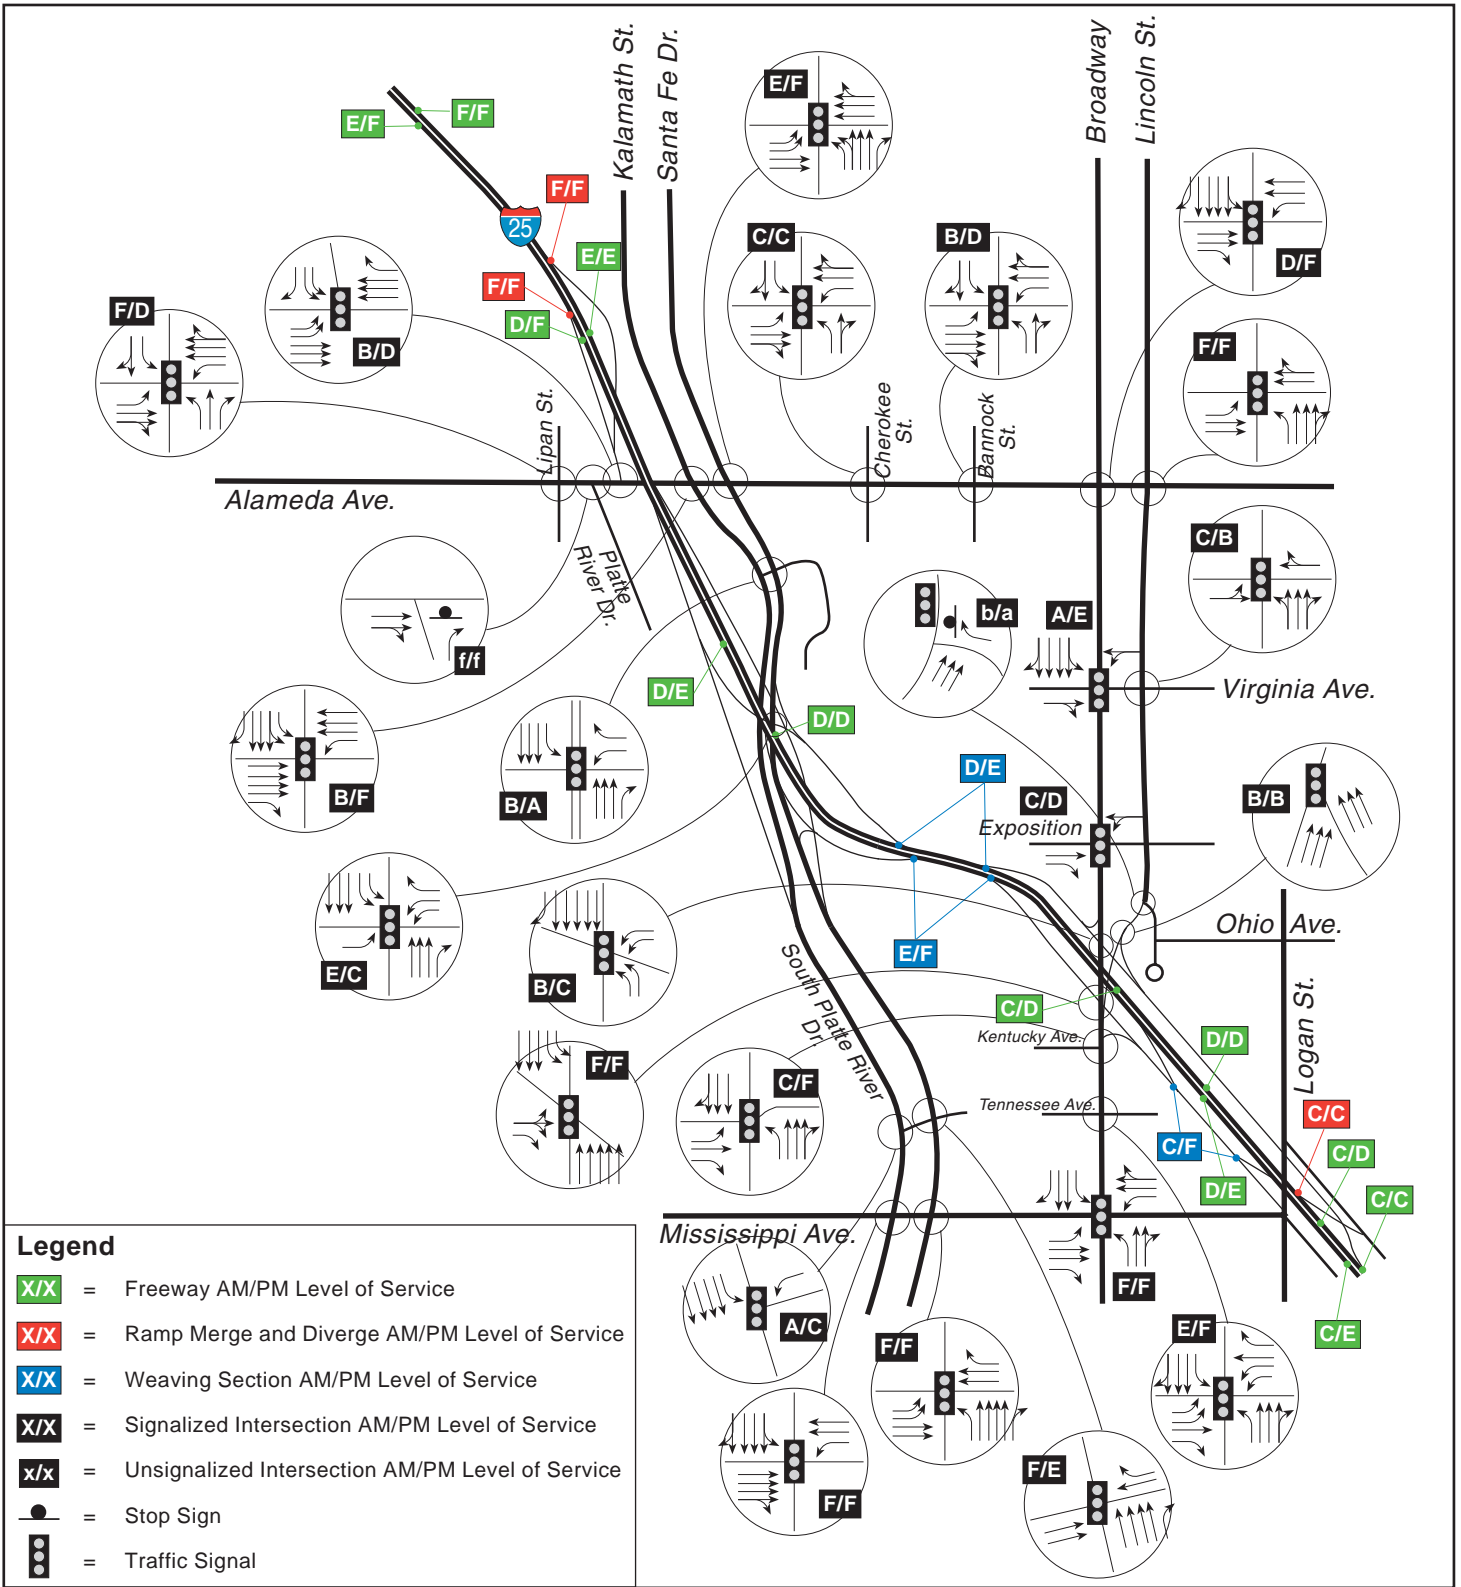 Kalamath St.
Santa Fe Dr.
Broadway
Lincoln St.
E/F
F/F
E/F
F/F
25
E/E
F/F
D/F
C/C
B/D
D/F
F/D
B/D
F/F
Lipan St.
Cherokee
St.
Bannock
St.
Alameda Ave.
Platte
River Dr.
C/B
b/a
A/E
f/f
D/E
Virginia Ave.
D/D
B/F
B/A
D/E
C/D
Exposition
B/B
E/C
B/C
E/F
Ohio Ave.
South Platte River
Dr.
C/D
Logan St.
Kentucky Ave.
D/D
F/F
C/F
Tennessee Ave.
C/C
C/F
C/D
D/E
C/C
Mississippi Ave.
F/F
A/C
F/F
E/F
C/E
F/F
F/E
Legend
X/X = Freeway AM/PM Level of Service
X/X = Ramp Merge and Diverge AM/PM Level of Service
X/X = Weaving Section AM/PM Level of Service
X/X = Signalized Intersection AM/PM Level of Service
x/x = Unsignalized Intersection AM/PM Level of Service
= Stop Sign
= Traffic Signal